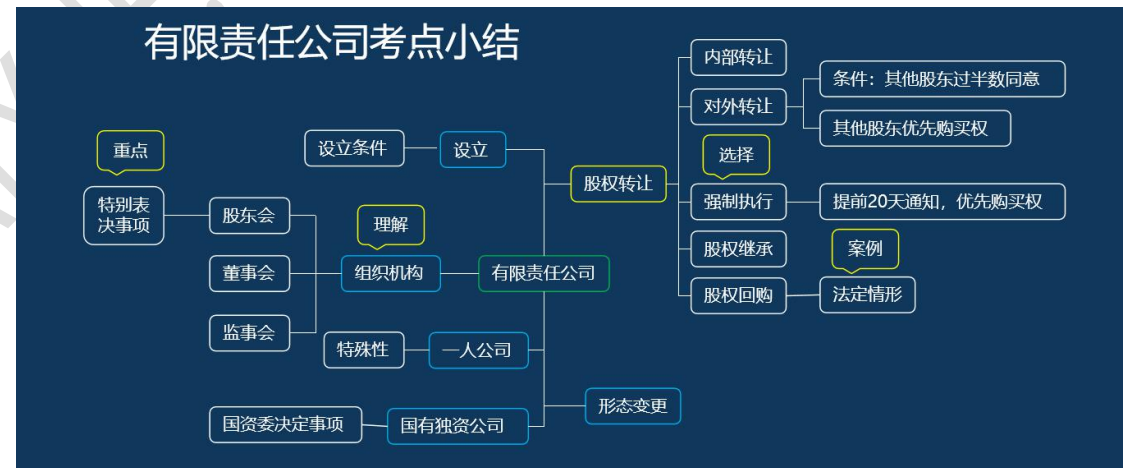 有限责任公司考点小结
内部转让
条件：其他股东过半数同意
对外转让
其他股东优先购买权
重点
设立条件
设立
选择
股权转让
特别表
决事项
股东会
理解
强制执行
提前20天通知，优先购买权
董事会
组织机构
有限责任公司
股权继承
案例
股权回购
法定情形
监事会
特殊性
一人公司
形态变更
国资委决定事项
国有独资公司